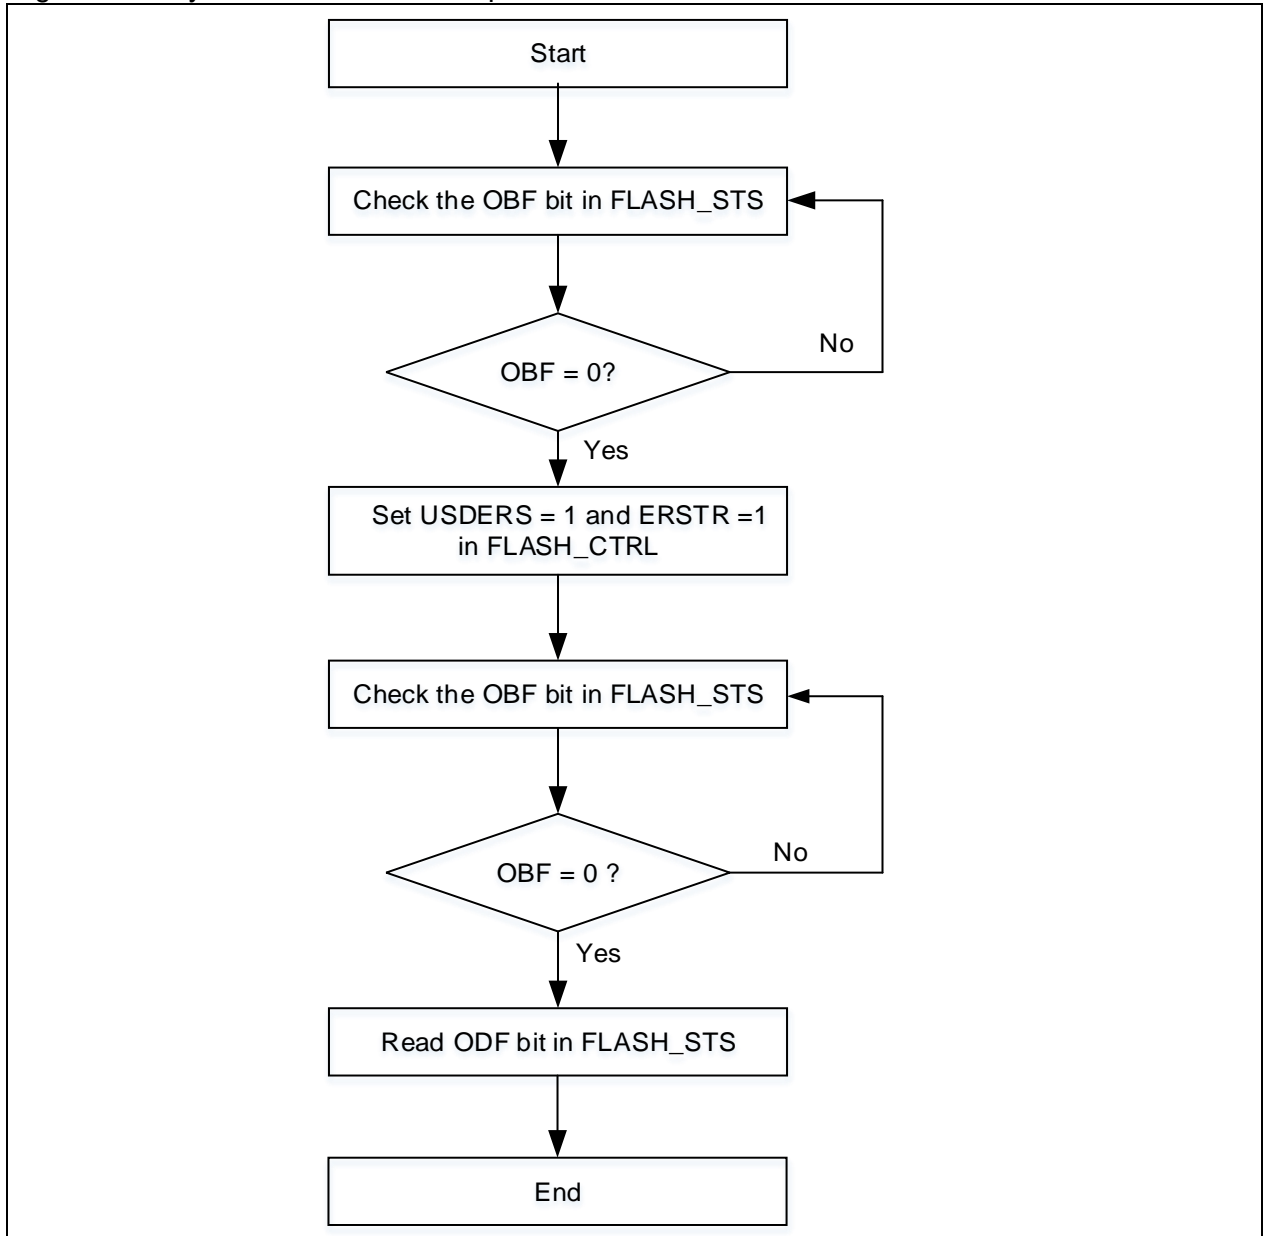 Start
Check the OBF bit in FLASH_STS
No
OBF = 0?
Yes
Set USDERS = 1 and ERSTR =1
in FLASH_CTRL
Check the OBF bit in FLASH_STS
No
OBF = 0 ?
Yes
Read ODF bit in FLASH_STS
End